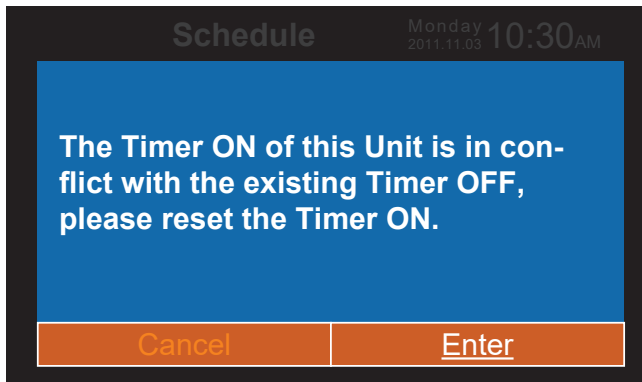 Schedule
Monday
2011.11.03 10:30AM
The Timer ON of this Unit is in con-
flict with the existing Timer OFF,
please reset the Timer ON.
Cancel
Enter